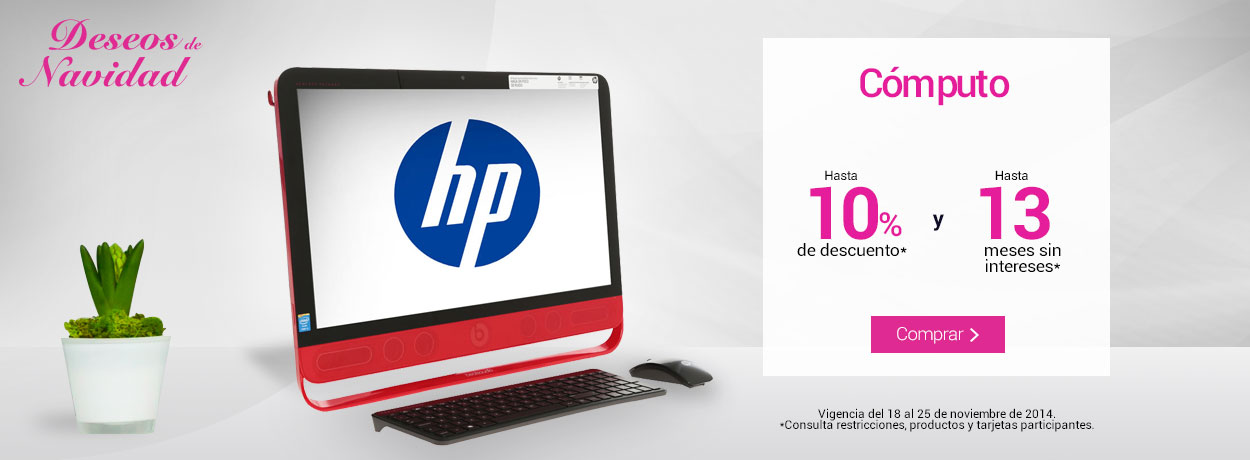 Deseos de
Navidad
hp
Cómputo
Hasta
10%
de descuento*
y
Hasta
13
meses sin
intereses*
Comprar >
Vigencia del 18 al 25 de noviembre de 2014.
*Consulta restricciones, productos y tarjetas participantes.